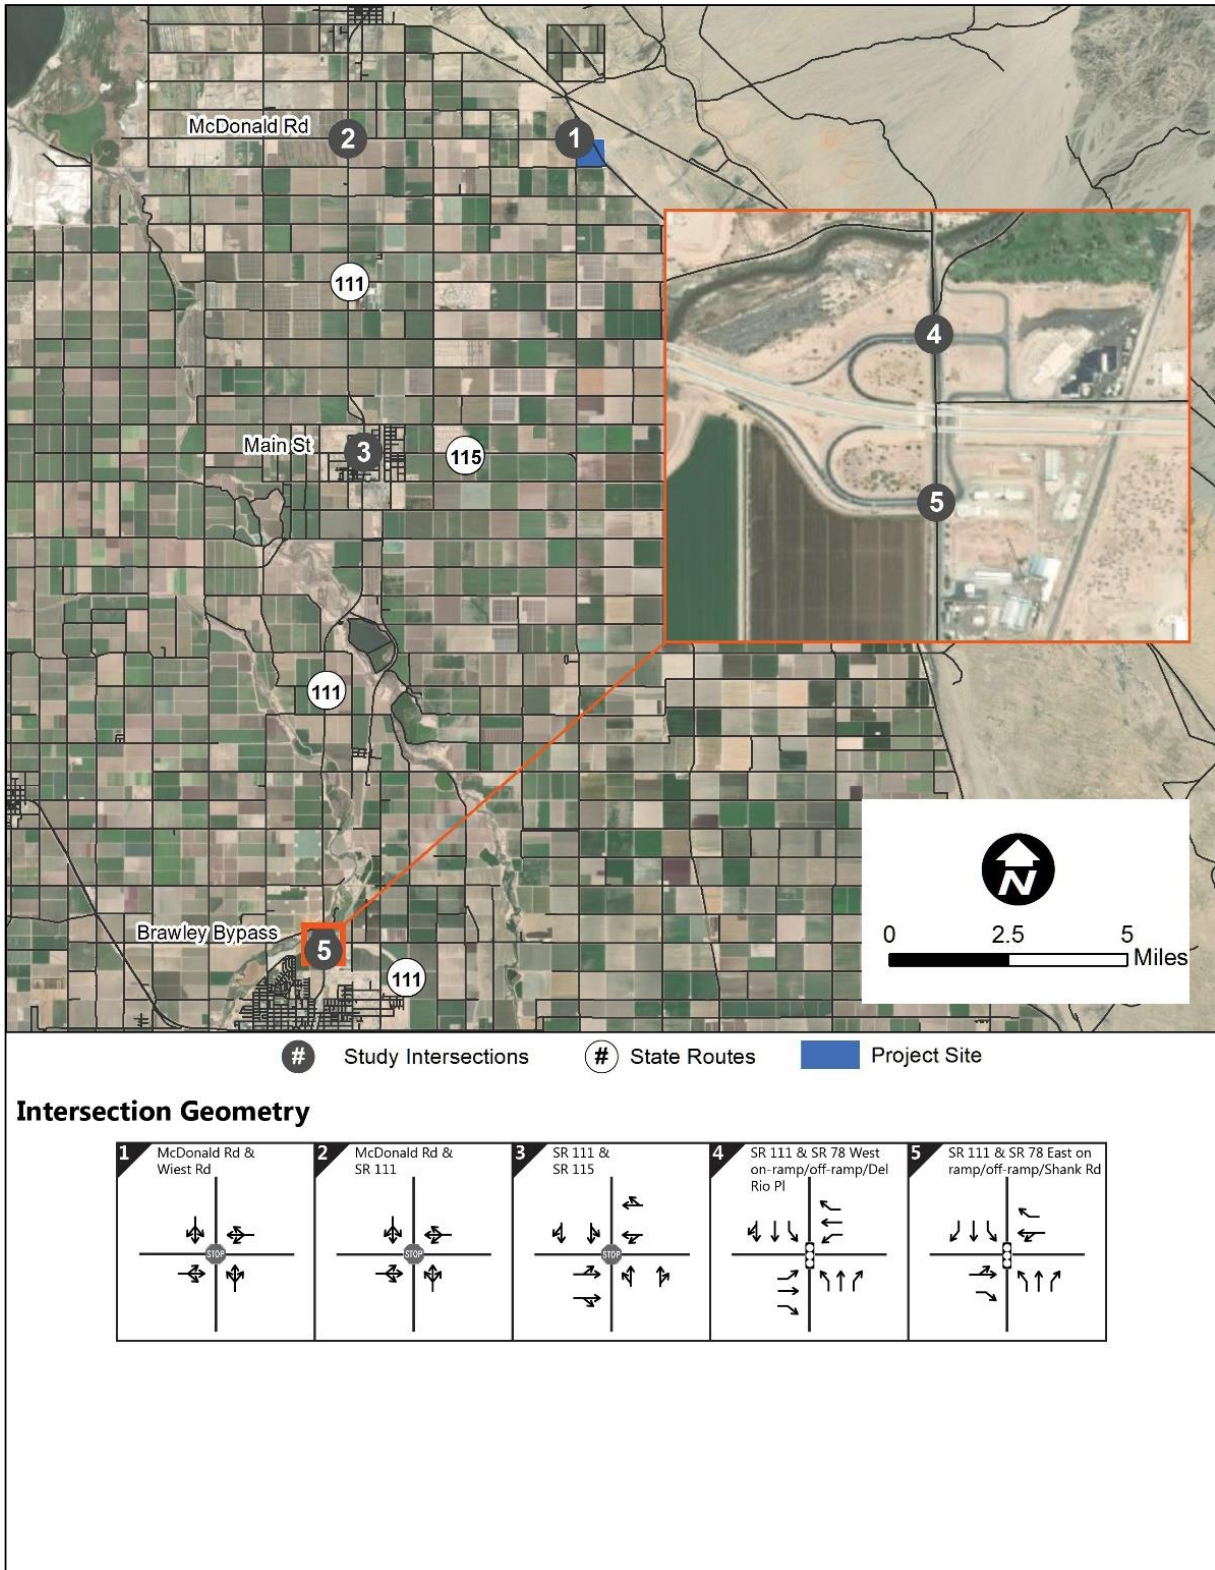 McDonald Rd
2
1
111
4
Main St
3
115
5
111
Brawley Bypass
5
111
N
0 2.5 5
Miles
# Study Intersections # State Routes Project Site
Intersection Geometry
1 McDonald Rd &
Wiest Rd
STOP
2 McDonald Rd &
SR 111
STOP
3 SR 111 &
SR 115
STOP
4 SR 111 & SR 78 West
on-ramp/off-ramp/Del
Rio Pl
5 SR 111 & SR 78 East on
ramp/off-ramp/Shank Rd